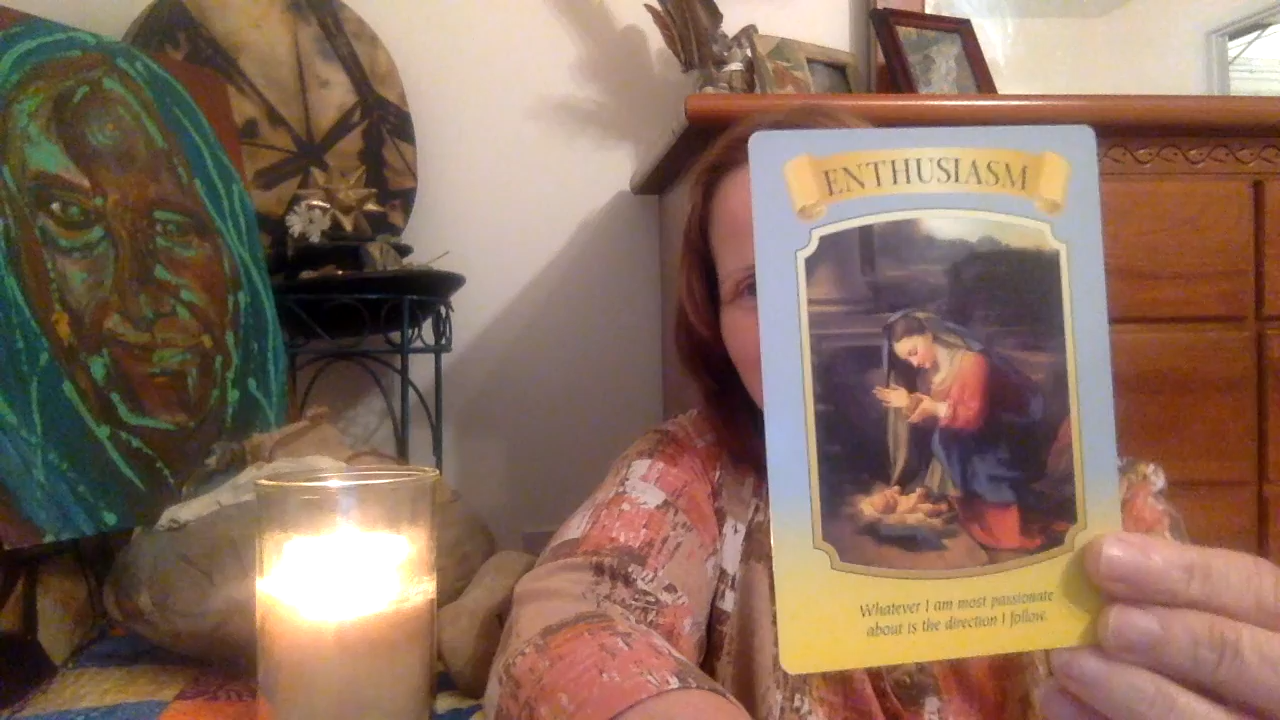 ENTHUSIASM
Whatever I am most passionate
about is the direction I follow.